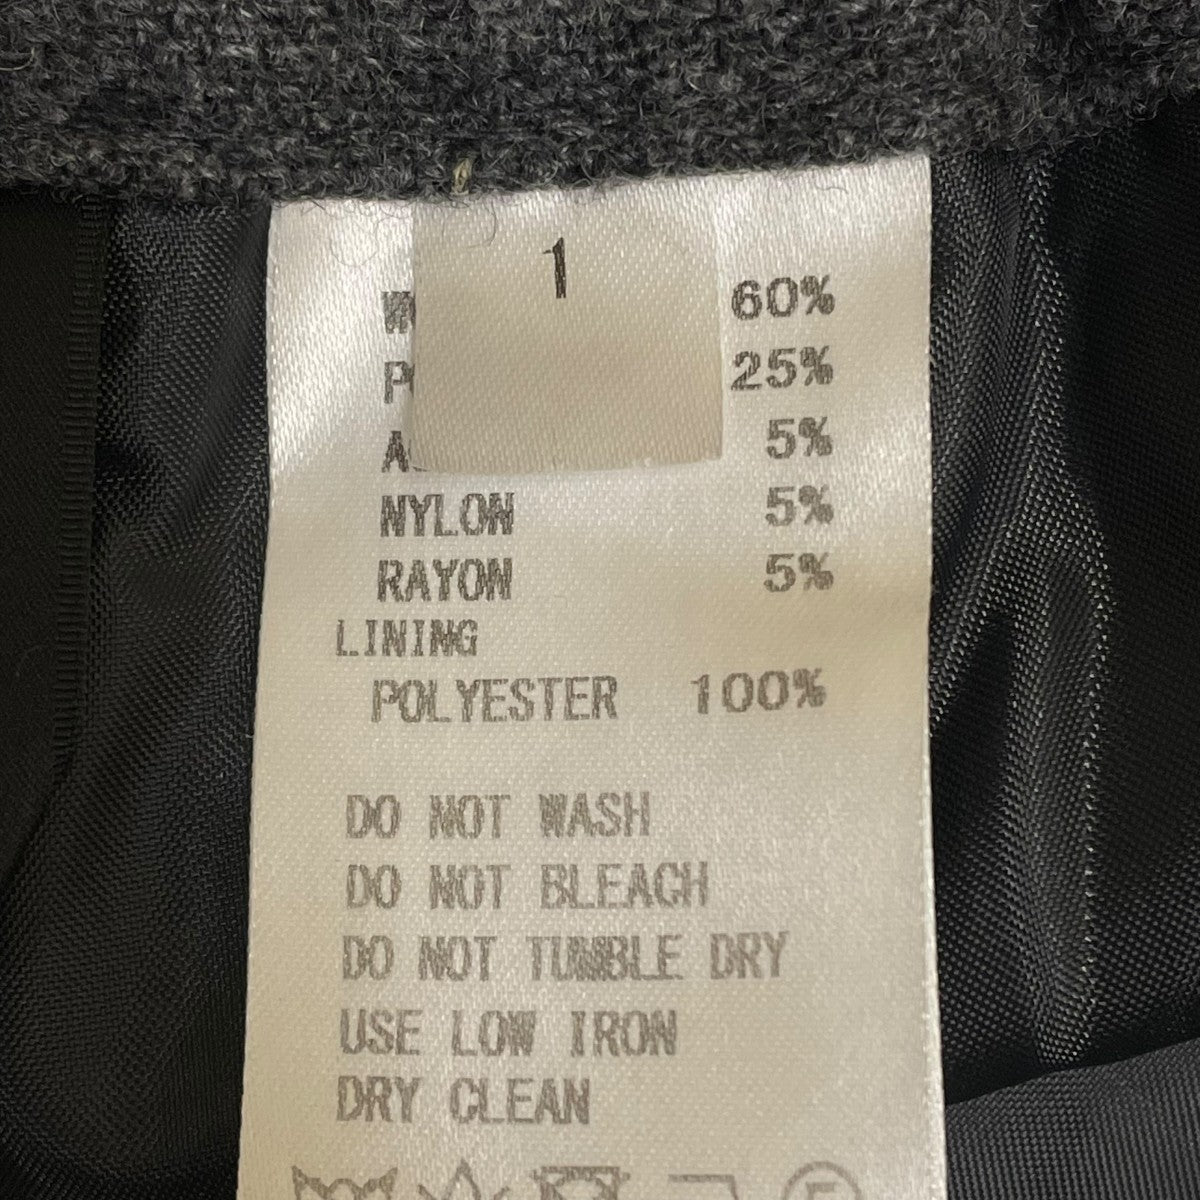 1
60%
25%
5%
NYLON 5%
RAYON 5%
LINING
POLYESTER 100%
DO NOT WASH
DO NOT BLEACH
DO NOT TUMBLE DRY
USE LOW IRON
DRY CLEAN